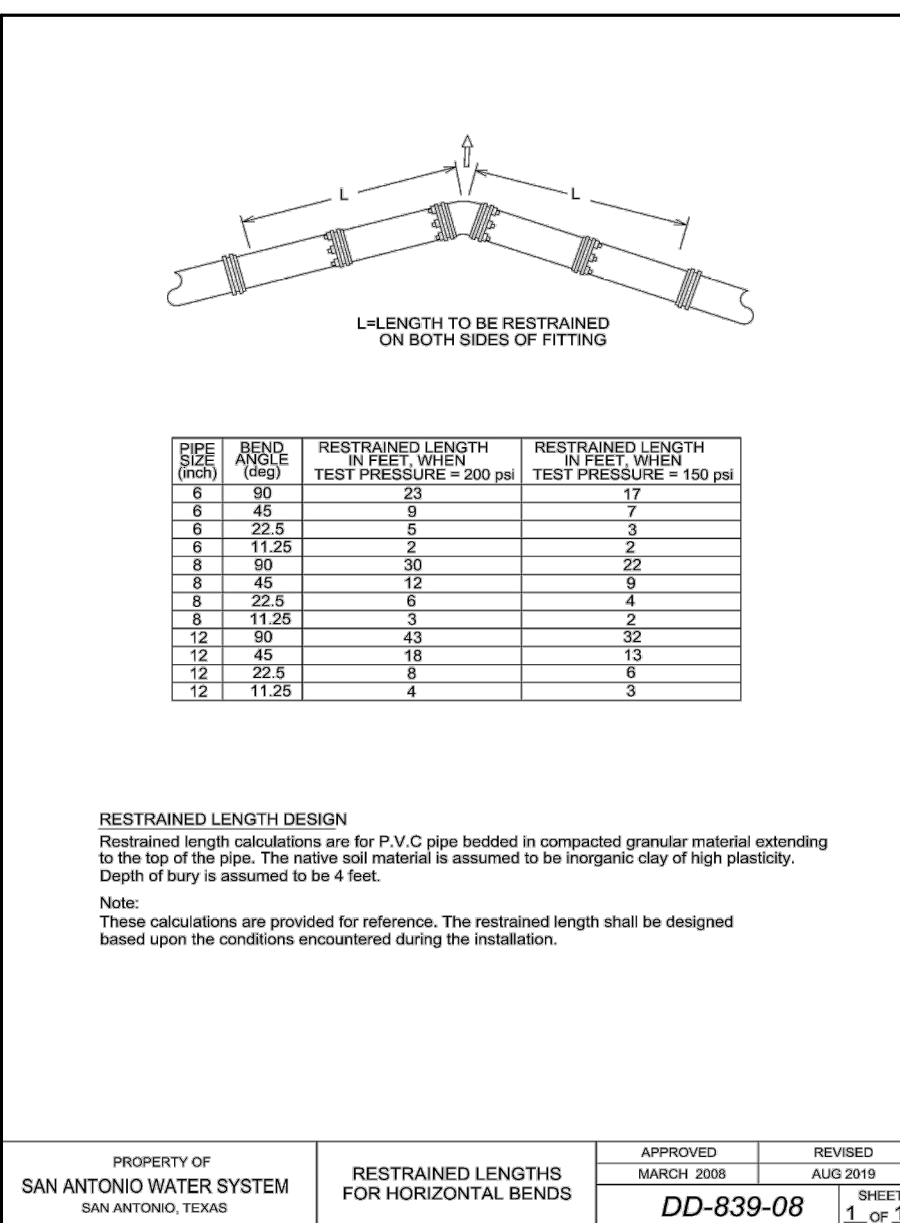 L
L
L=LENGTH TO BE RESTRAINED
ON BOTH SIDES OF FITTING
PIPE SIZE (inch) BEND ANGLE (deg) RESTRAINED LENGTH IN FEET, WHEN TEST PRESSURE = 200 psi RESTRAINED LENGTH IN FEET, WHEN TEST PRESSURE = 150 psi
6 90 23 17
6 45 9 7
6 22.5 5 3
6 11.25 2 2
8 90 30 22
8 45 12 9
8 22.5 6 4
8 11.25 3 2
12 90 43 32
12 45 18 13
12 22.5 8 6
12 11.25 4 3
RESTRAINED LENGTH DESIGN
Restrained length calculations are for P.V.C pipe bedded in compacted granular material extending
to the top of the pipe. The native soil material is assumed to be inorganic clay of high plasticity.
Depth of bury is assumed to be 4 feet.
Note:
These calculations are provided for reference. The restrained length shall be designed
based upon the conditions encountered during the installation.
PROPERTY OF
SAN ANTONIO WATER SYSTEM
SAN ANTONIO, TEXAS
RESTRAINED LENGTHS
FOR HORIZONTAL BENDS
APPROVED REVISED
MARCH 2008 AUG 2019
DD-839-08
SHEET
1 OF 1